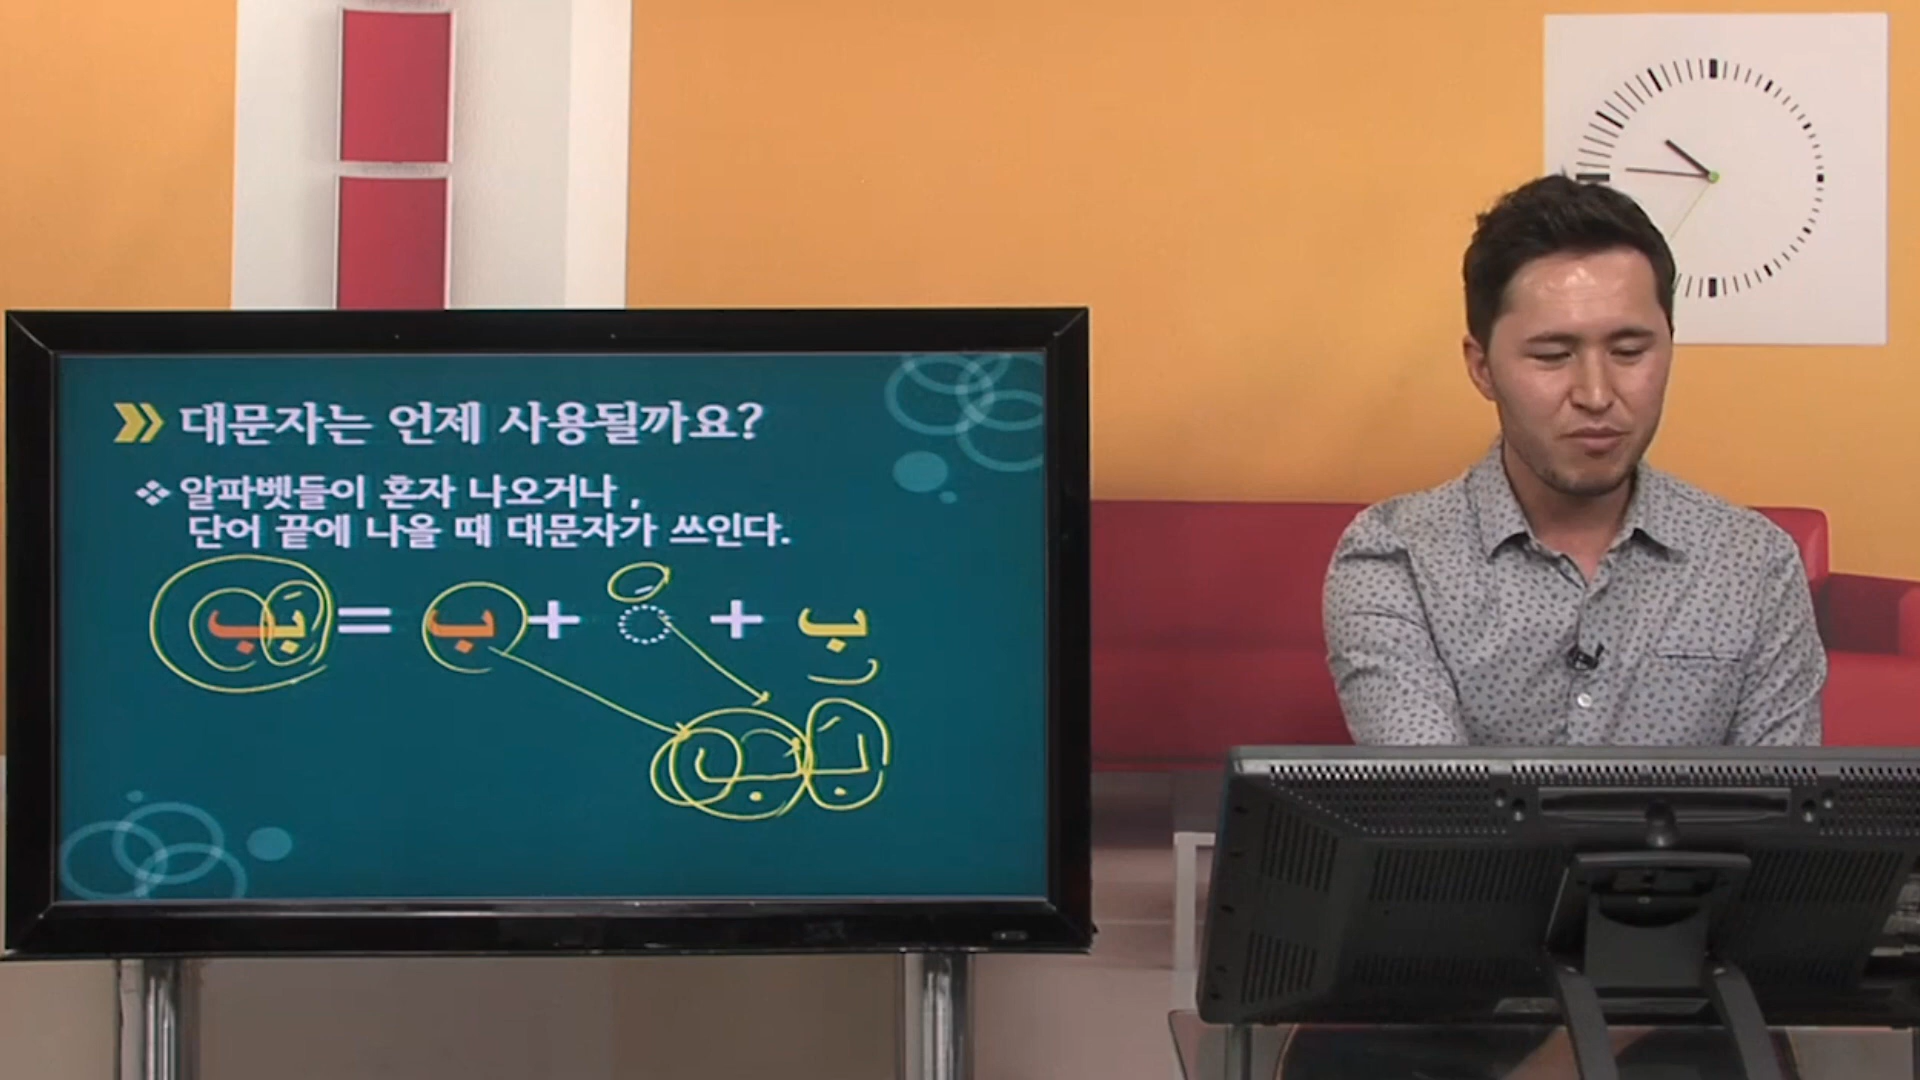 대문자는 언제 사용될까요?
알파벳들이 혼자 나오거나 ,
단어 끝에 나올 때 대문자가 쓰인다.
بَب = ب + َ + ب
بَ ب